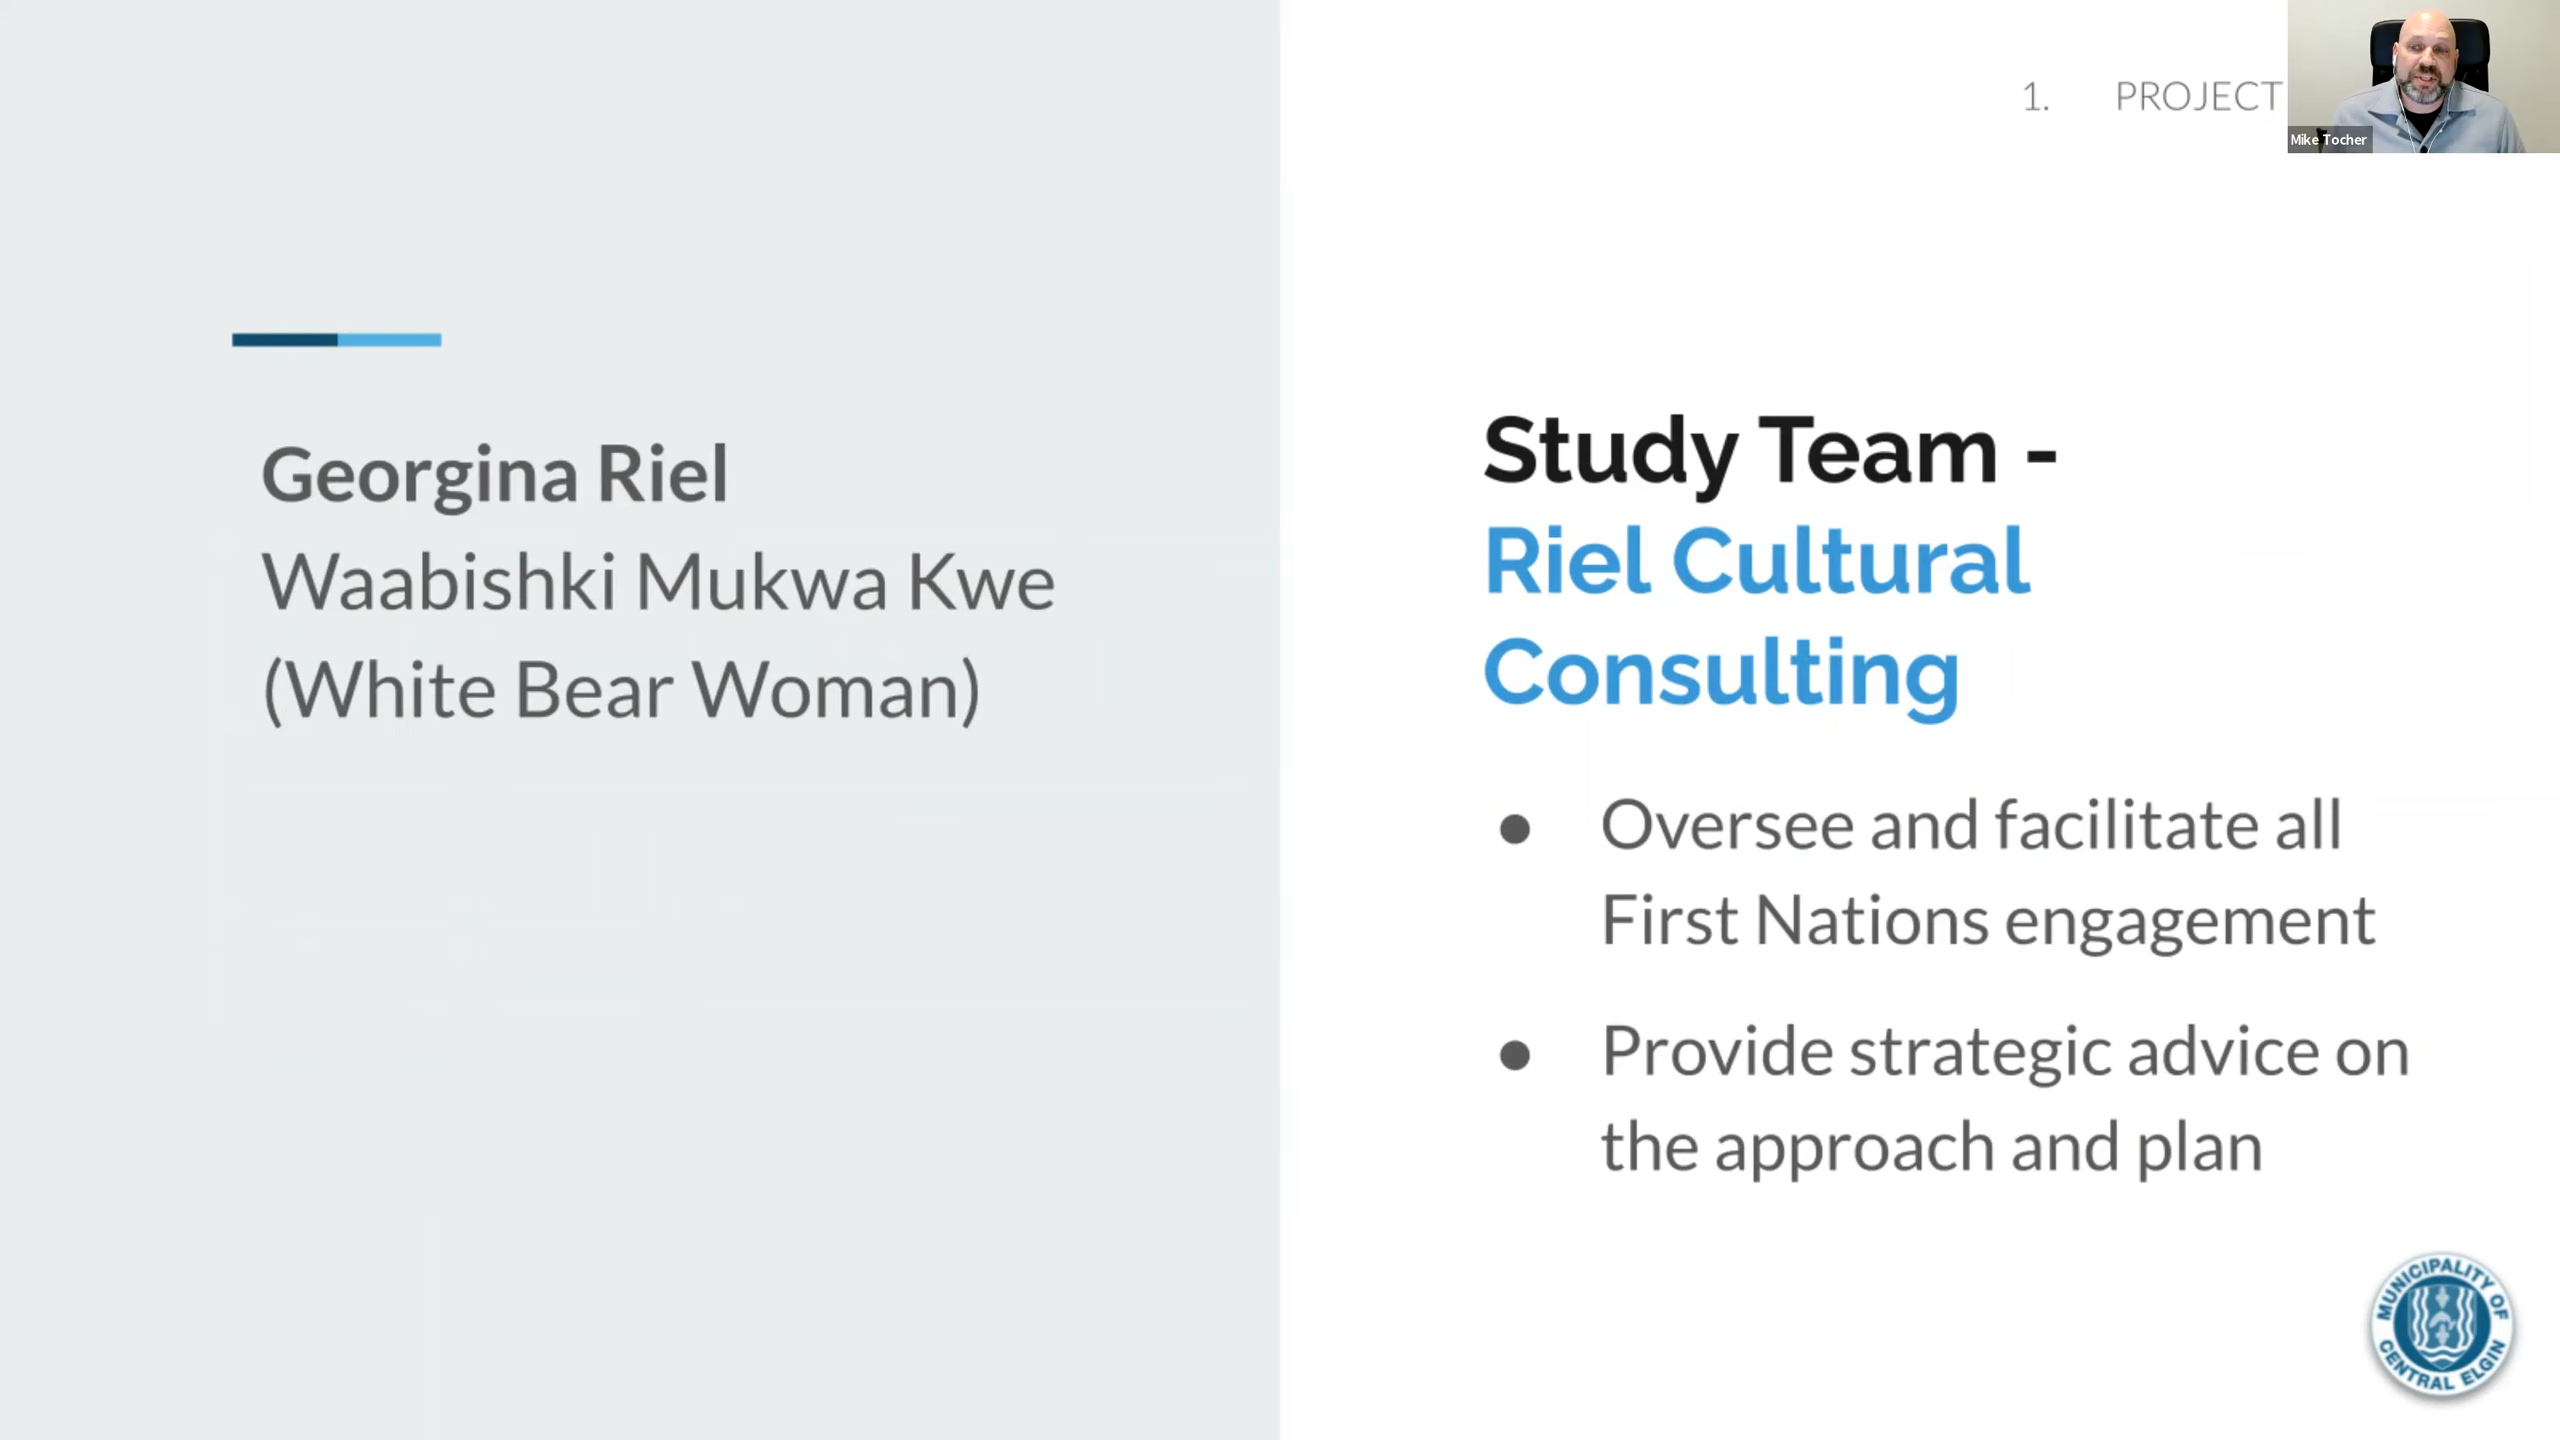 1. PROJECT
Mike Tocher
Georgina Riel
Waabishki Mukwa Kwe
(White Bear Woman)
Study Team -
Riel Cultural
Consulting
● Oversee and facilitate all
First Nations engagement
● Provide strategic advice on
the approach and plan
MUNICIPALITY OF
CENTRAL ELGIN